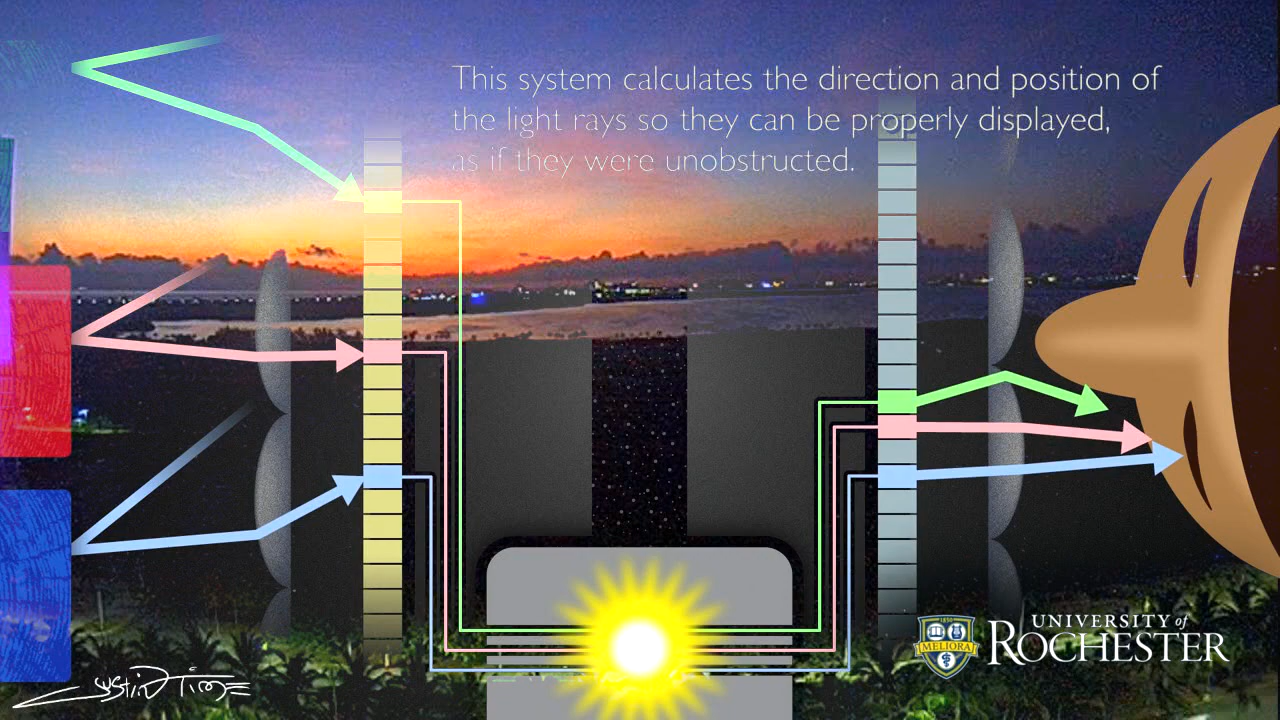 This system calculates the direction and position of
the light rays so they can be properly displayed,
as if they were unobstructed.
1850
MELIORA
UNIVERSITY of
ROCHESTER